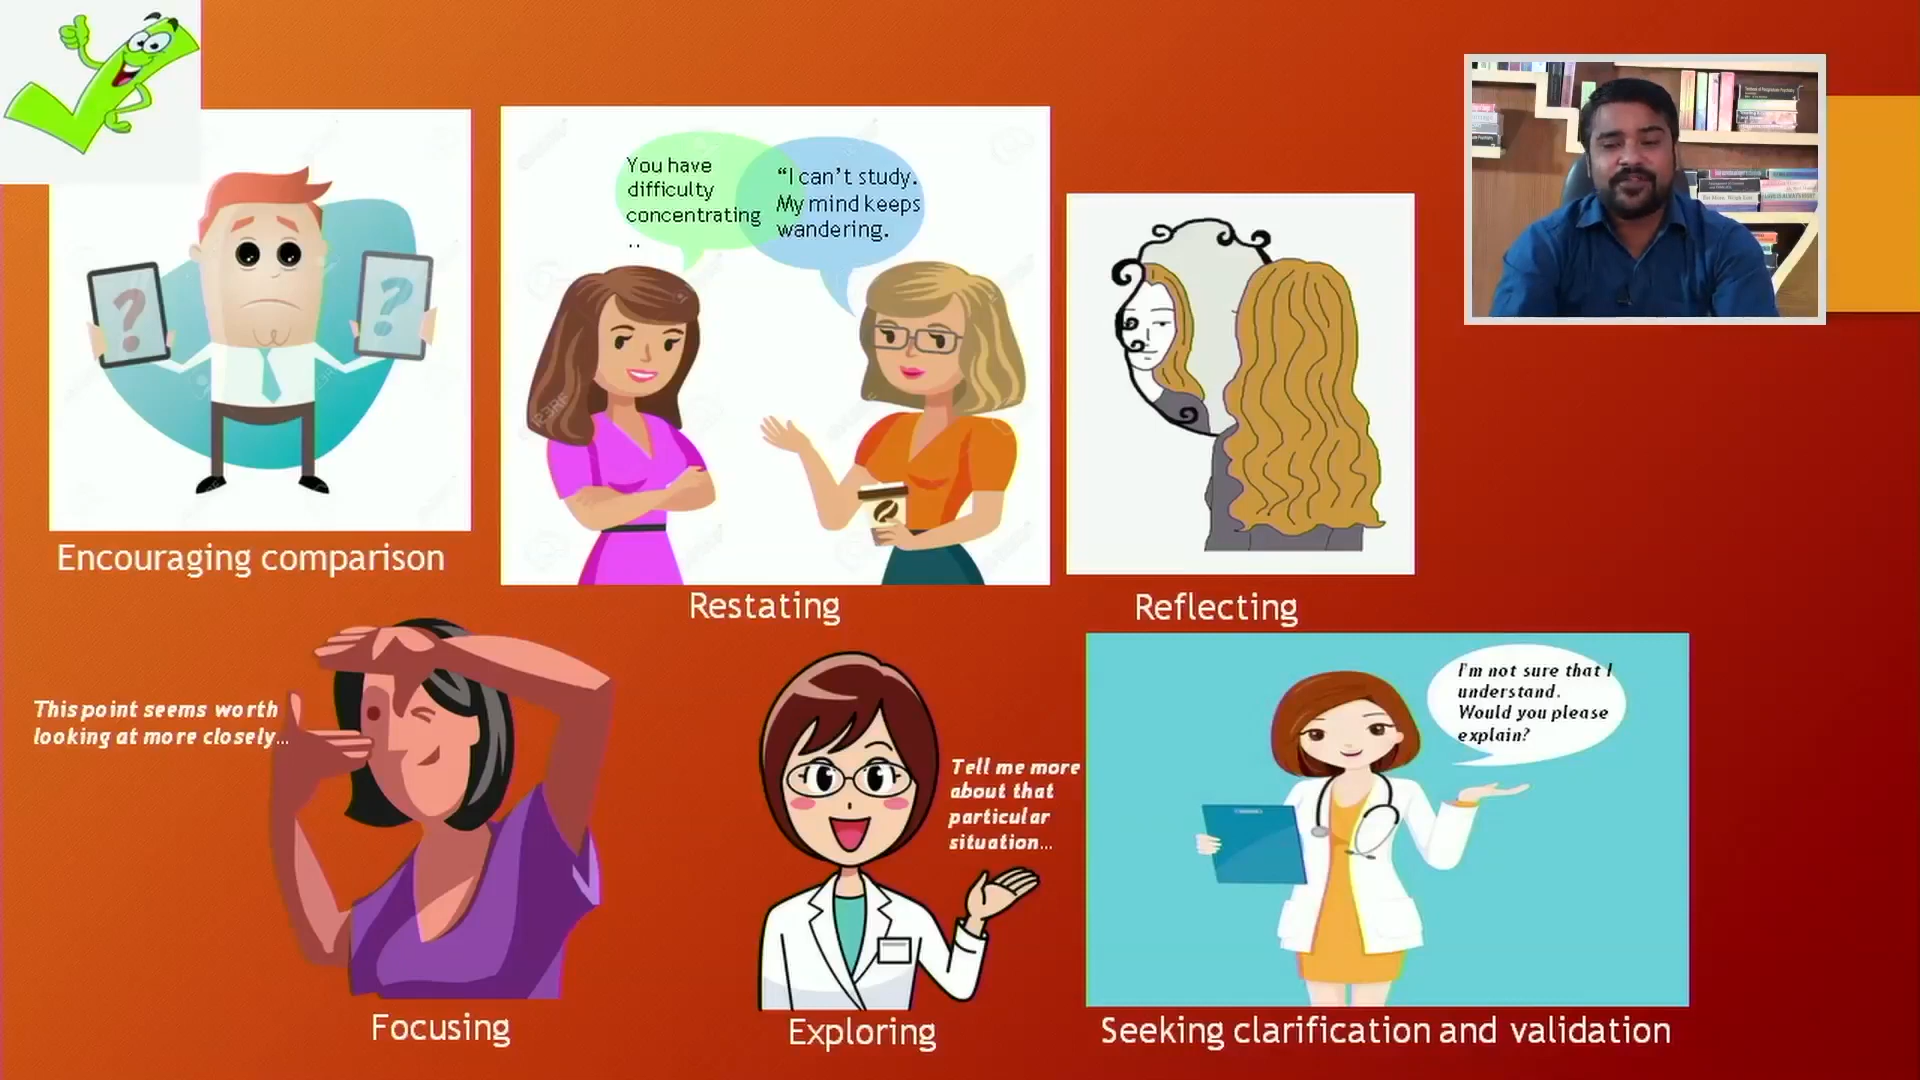 You have
difficulty
concentrating
..
“I can’t study.
My mind keeps
wandering.
?
?
Encouraging comparison
Restating
Reflecting
This point seems worth
looking at more closely...
Tell me more
about that
particular
situation...
I'm not sure that I
understand.
Would you please
explain?
Focusing
Exploring
Seeking clarification and validation